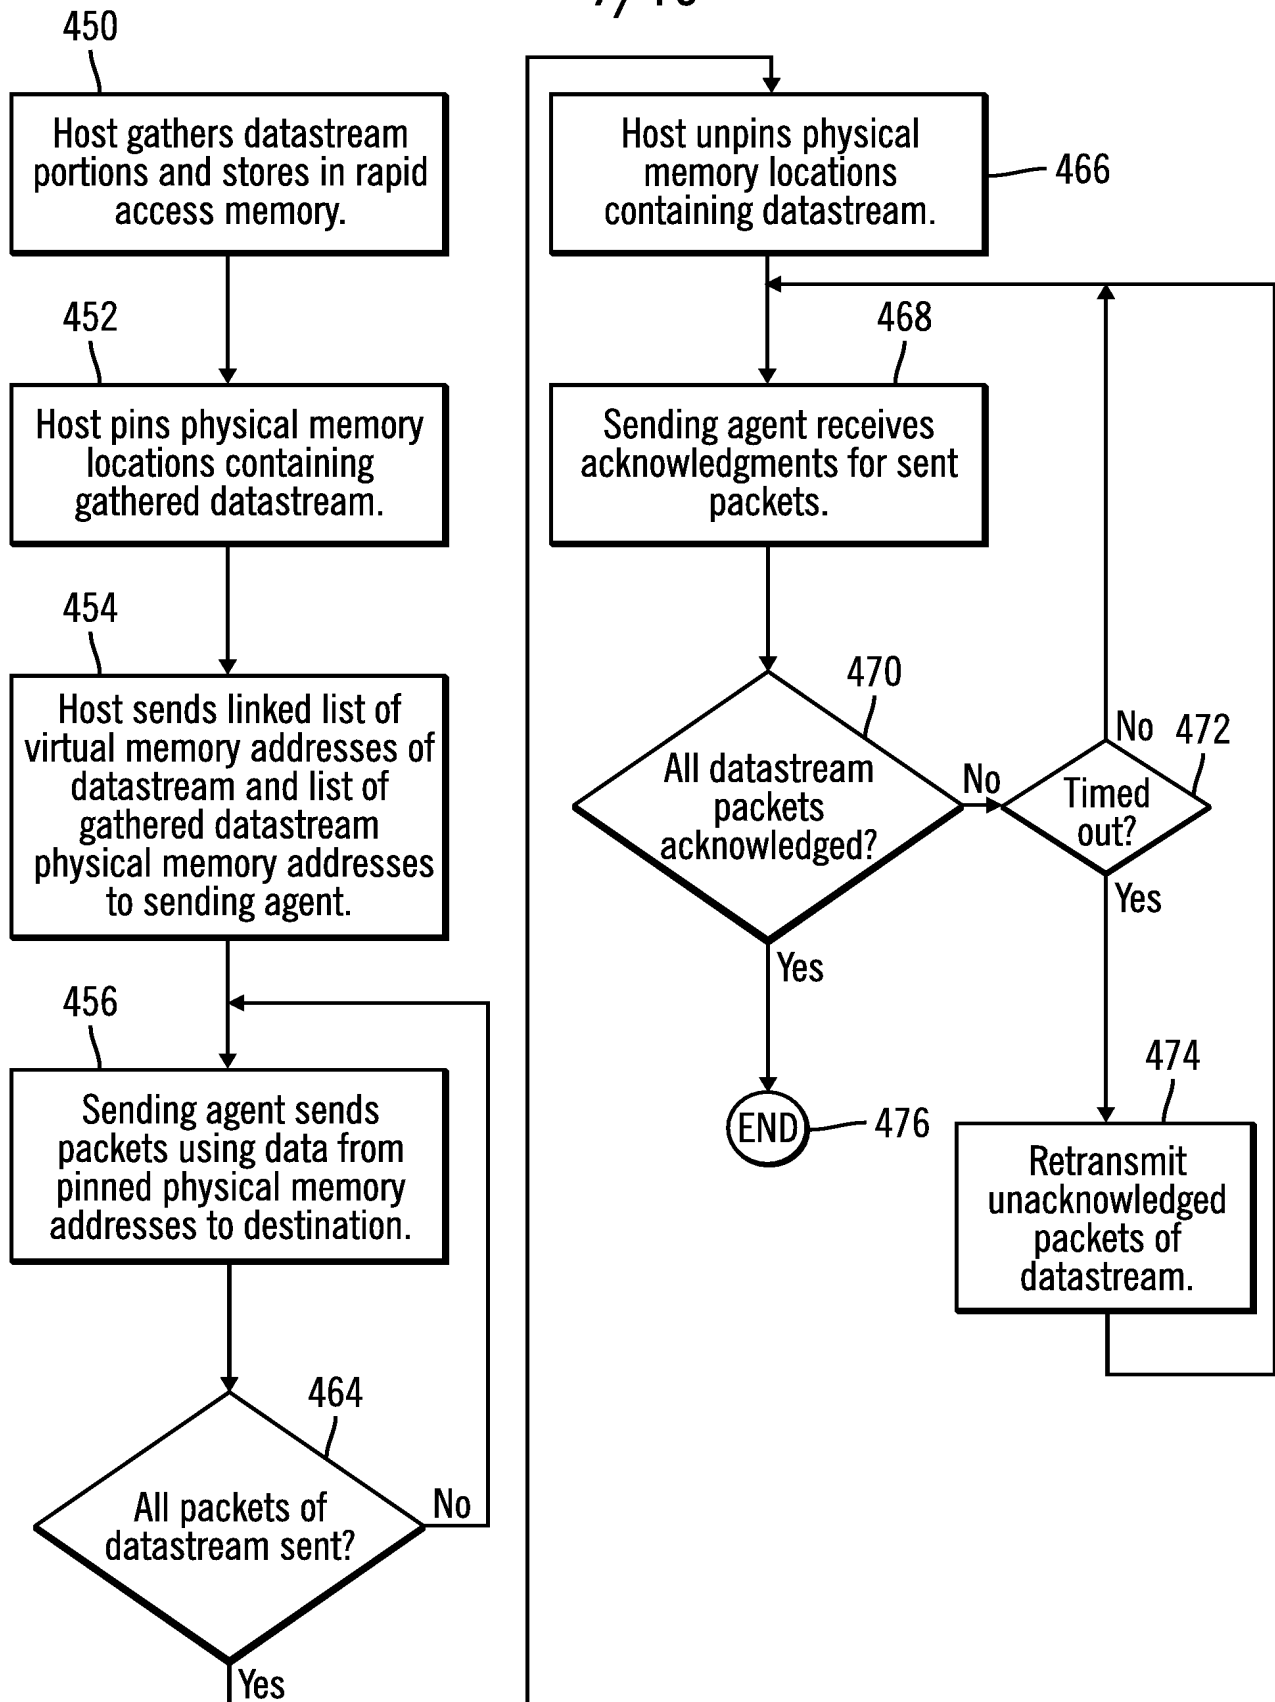 450
Host gathers datastream
portions and stores in rapid
access memory.
452
Host pins physical memory
locations containing
gathered datastream.
454
Host sends linked list of
virtual memory addresses of
datastream and list of
gathered datastream
physical memory addresses
to sending agent.
456
Sending agent sends
packets using data from
pinned physical memory
addresses to destination.
464
All packets of
datastream sent?
No
Yes
Host unpins physical
memory locations
containing datastream.
466
468
Sending agent receives
acknowledgments for sent
packets.
470
All datastream
packets
acknowledged?
No
Yes
No
472
Timed
out?
Yes
474
Retransmit
unacknowledged
packets of
datastream.
END
476